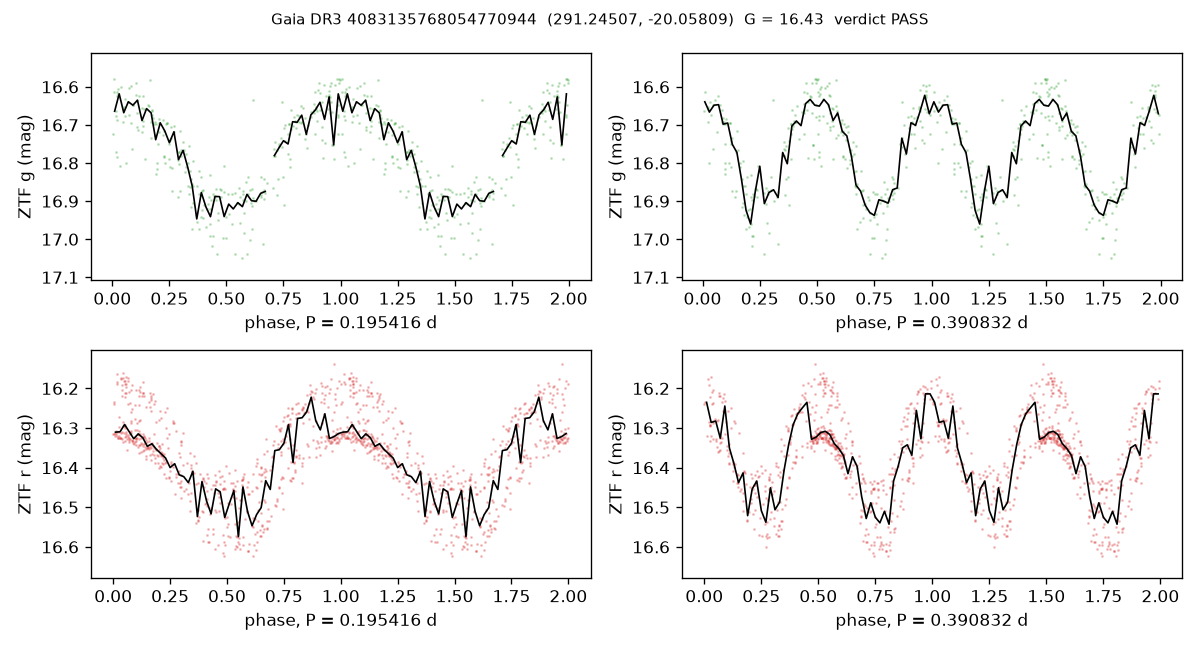 Gaia DR3 4083135768054770944 (291.24507, -20.05809) G = 16.43 verdict PASS
16.6
16.7
16.8
16.9
17.0
17.1
ZTF g (mag)
0.00 0.25 0.50 0.75 1.00 1.25 1.50 1.75 2.00
phase, P = 0.195416 d
16.6
16.7
16.8
16.9
17.0
17.1
ZTF g (mag)
0.00 0.25 0.50 0.75 1.00 1.25 1.50 1.75 2.00
phase, P = 0.390832 d
16.2
16.3
16.4
16.5
16.6
ZTF r (mag)
0.00 0.25 0.50 0.75 1.00 1.25 1.50 1.75 2.00
phase, P = 0.195416 d
16.2
16.3
16.4
16.5
16.6
ZTF r (mag)
0.00 0.25 0.50 0.75 1.00 1.25 1.50 1.75 2.00
phase, P = 0.390832 d